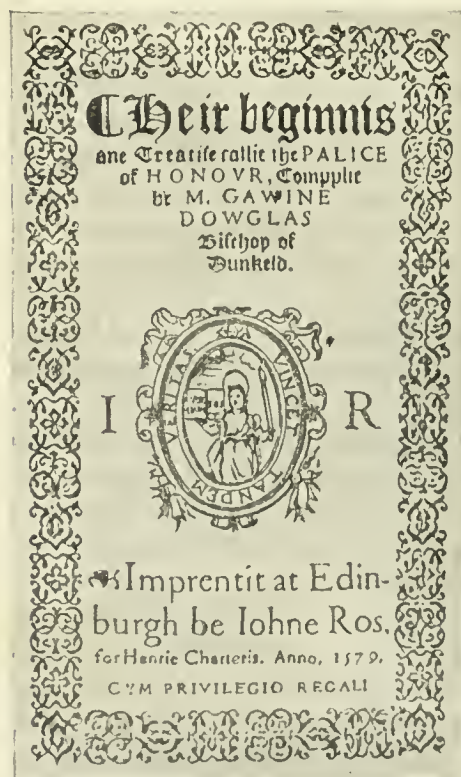 Heir beginnis
ane Treatise callit the PALICE
of HONOVR, Compylit
be M. GAWINE
DOWGLAS
Bischop of
Dunkeld.
VERITAS VINCET TANDEM
I R
Imprentit at Edin-
burgh be Iohne Ros,
for Henrie Charteris. Anno. 1579.
CVM PRIVILEGIO REGALI